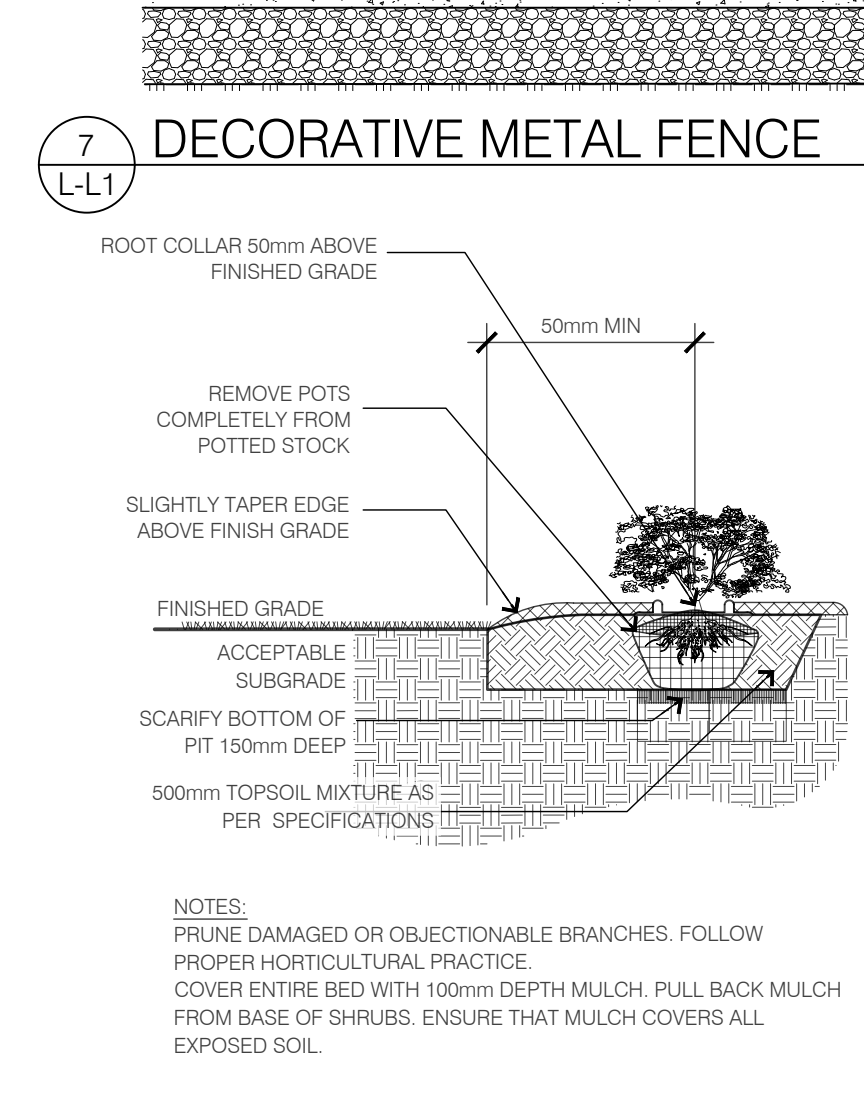 7
L-L1
DECORATIVE METAL FENCE
ROOT COLLAR 50mm ABOVE
FINISHED GRADE
50mm MIN
REMOVE POTS
COMPLETELY FROM
POTTED STOCK
SLIGHTLY TAPER EDGE
ABOVE FINISH GRADE
FINISHED GRADE
ACCEPTABLE
SUBGRADE
SCARIFY BOTTOM OF
PIT 150mm DEEP
500mm TOPSOIL MIXTURE AS
PER SPECIFICATIONS
NOTES:
PRUNE DAMAGED OR OBJECTIONABLE BRANCHES. FOLLOW
PROPER HORTICULTURAL PRACTICE.
COVER ENTIRE BED WITH 100mm DEPTH MULCH. PULL BACK MULCH
FROM BASE OF SHRUBS. ENSURE THAT MULCH COVERS ALL
EXPOSED SOIL.